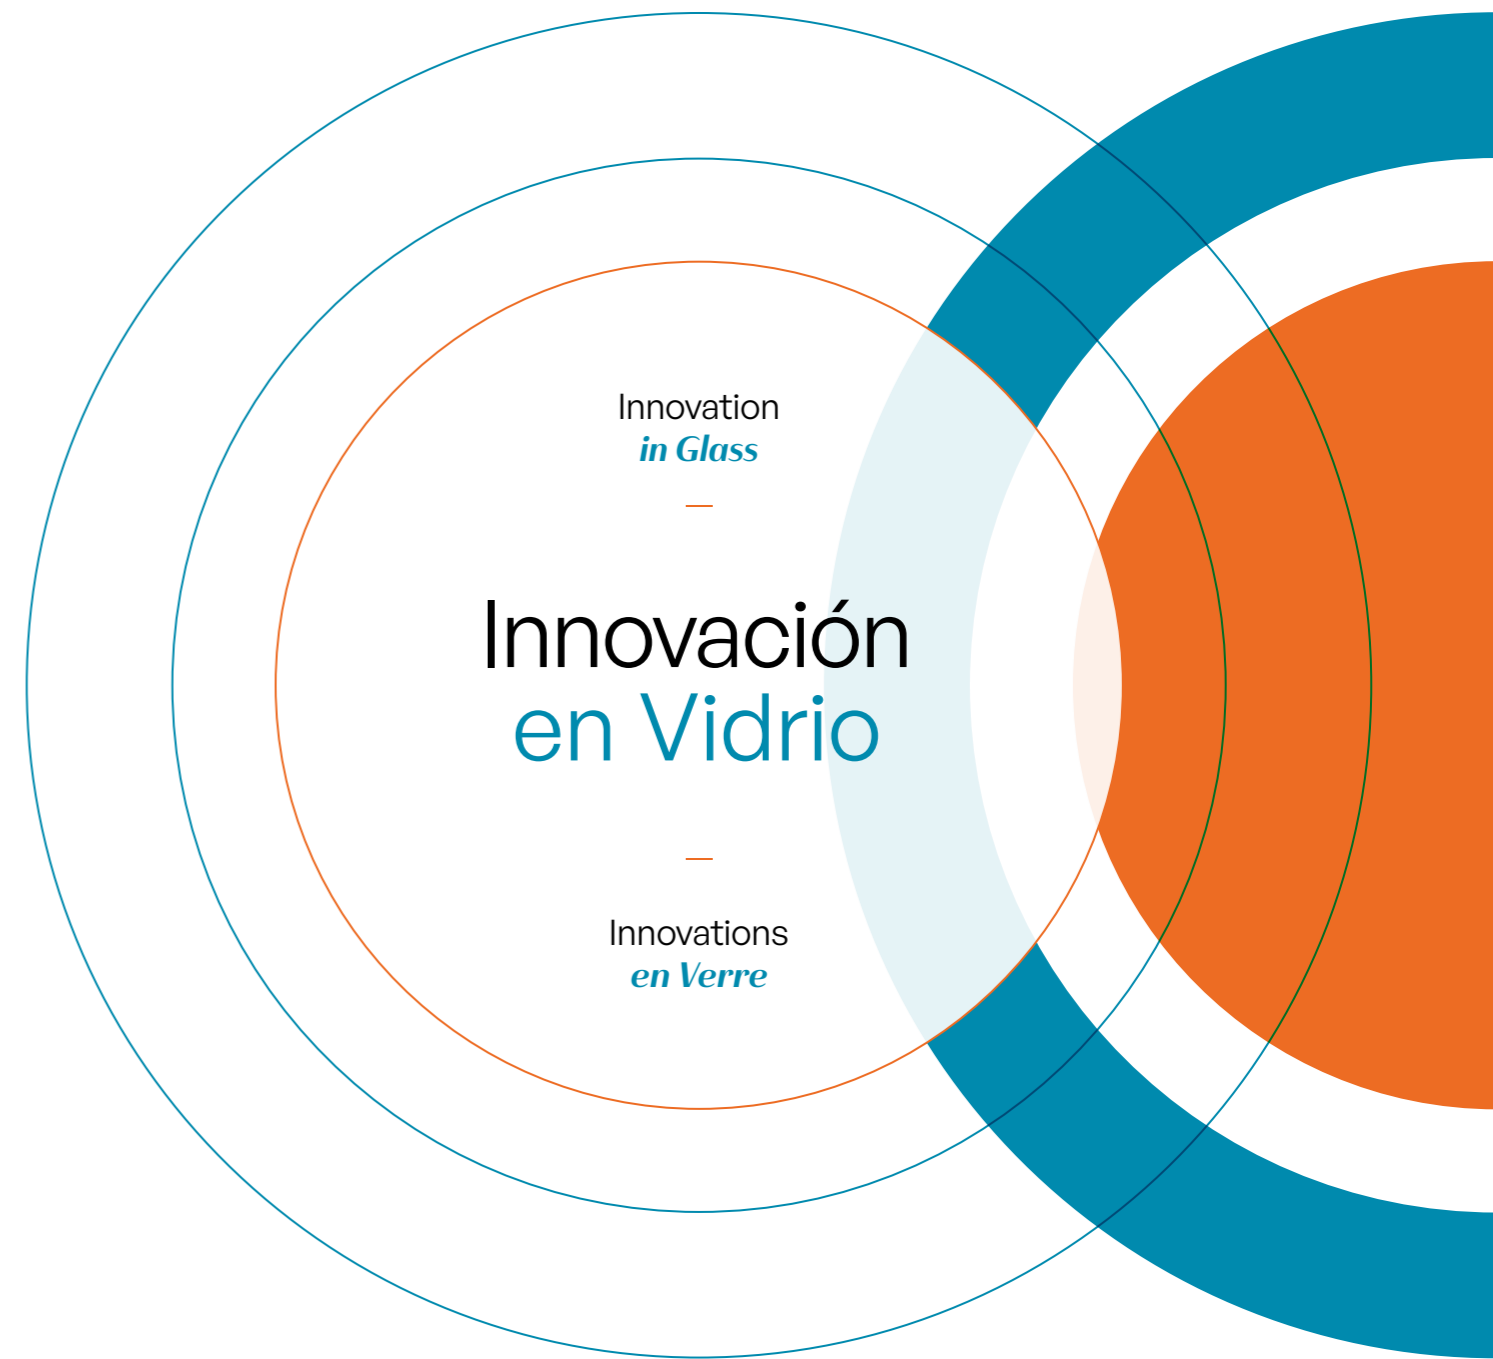 Innovation
in Glass
Innovación
en Vidrio
Innovations
en Verre